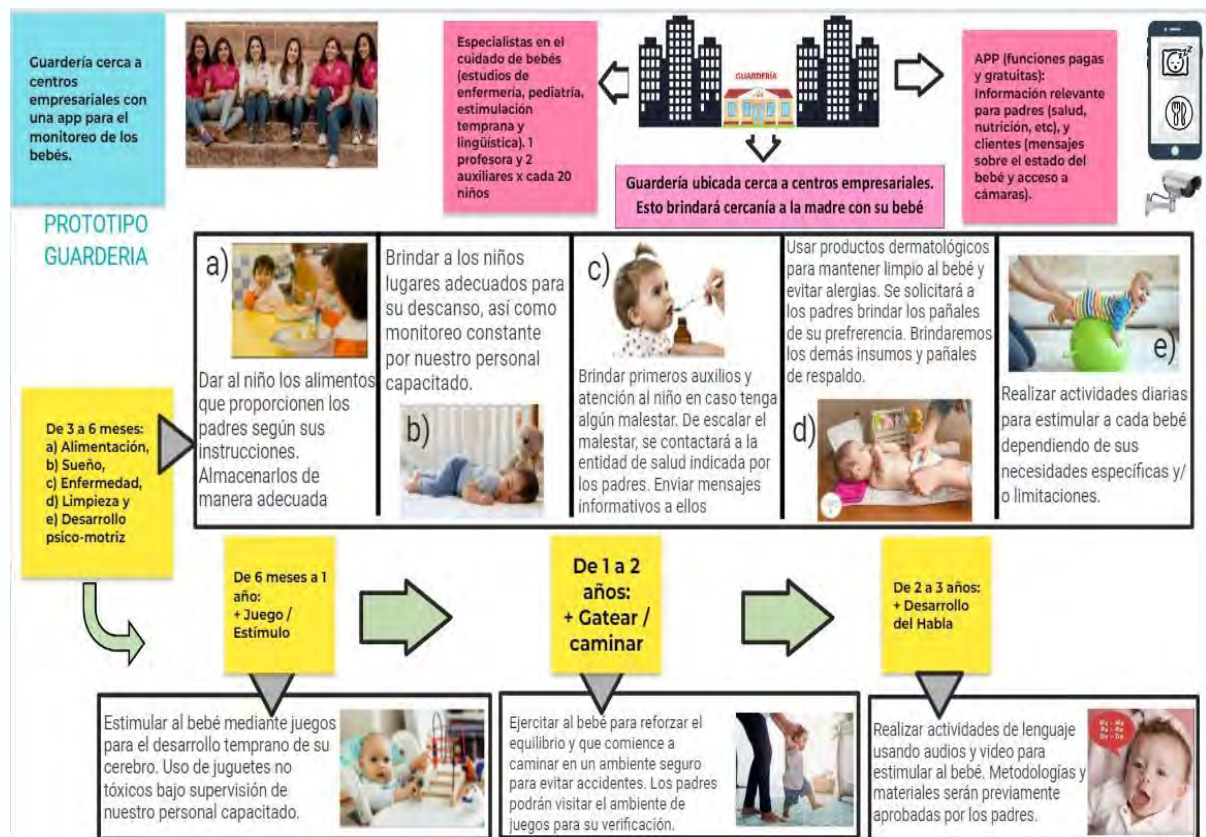 Guardería cerca a
centros
empresariales con
una app para el
monitoreo de los
bebés.
Especialistas en el
cuidado de bebés
(estudios de
enfermería, pediatría,
estimulación
temprana y
lingüística). 1
profesora y 2
auxiliares x cada 20
niños
GUARDERÍA
Guardería ubicada cerca a centros empresariales.
Esto brindará cercanía a la madre con su bebé
APP (funciones pagas
y gratuitas):
Información relevante
para padres (salud,
nutrición, etc), y
clientes (mensajes
sobre el estado del
bebé y acceso a
cámaras).
PROTOTIPO
GUARDERIA
De 3 a 6 meses:
a) Alimentación,
b) Sueño,
c) Enfermedad,
d) Limpieza y
e) Desarrollo
psico-motriz
a)
Dar al niño los alimentos
que proporcionen los
padres según sus
instrucciones.
Almacenarlos de
manera adecuada
Brindar a los niños
lugares adecuados para
su descanso, así como
monitoreo constante
por nuestro personal
capacitado.
b)
c)
Brindar primeros auxilios y
atención al niño en caso tenga
algún malestar. De escalar el
malestar, se contactará a la
entidad de salud indicada por
los padres. Enviar mensajes
informativos a ellos
Usar productos dermatológicos
para mantener limpio al bebé y
evitar alergias. Se solicitará a
los padres brindar los pañales
de su prefrerencia. Brindaremos
los demás insumos y pañales
de respaldo.
d)
e)
Realizar actividades diarias
para estimular a cada bebé
dependiendo de sus
necesidades específicas y/
o limitaciones.
De 6 meses a 1
año:
+ Juego /
Estímulo
De 1 a 2
años:
+ Gatear /
caminar
De 2 a 3 años:
+ Desarrollo
del Habla
Estimular al bebé mediante juegos
para el desarrollo temprano de su
cerebro. Uso de juguetes no
tóxicos bajo supervisión de
nuestro personal capacitado.
Ejercitar al bebé para reforzar el
equilibrio y que comience a
caminar en un ambiente seguro
para evitar accidentes. Los padres
podrán visitar el ambiente de
juegos para su verificación.
Realizar actividades de lenguaje
usando audios y video para
estimular al bebé. Metodologías y
materiales serán previamente
aprobadas por los padres.